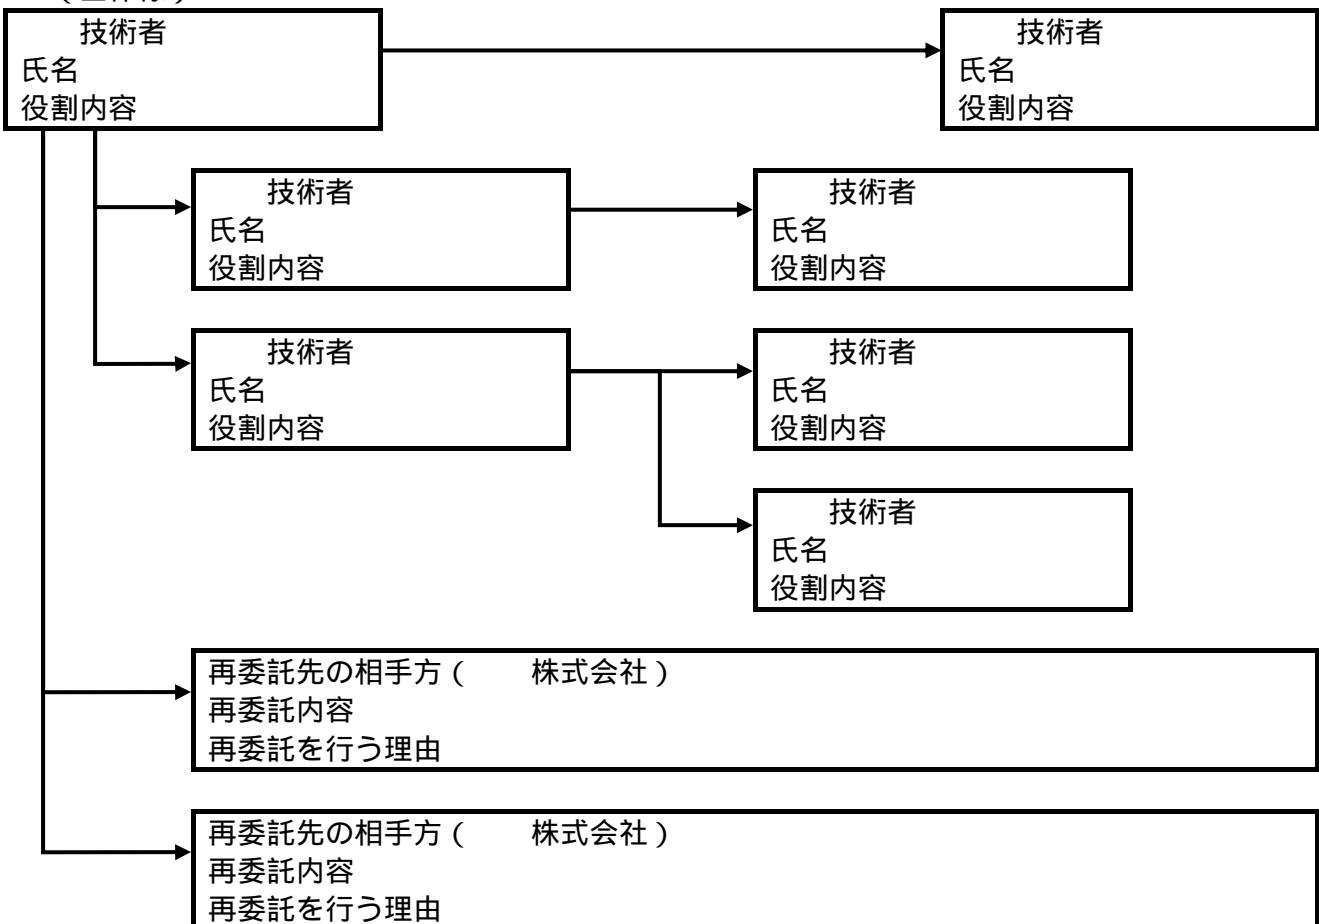 技術者
氏名
役割内容
技術者
氏名
役割内容
技術者
氏名
役割内容
技術者
氏名
役割内容
技術者
氏名
役割内容
技術者
氏名
役割内容
技術者
氏名
役割内容
再委託先の相手方(　　株式会社)
再委託内容
再委託を行う理由
再委託先の相手方(　　株式会社)
再委託内容
再委託を行う理由